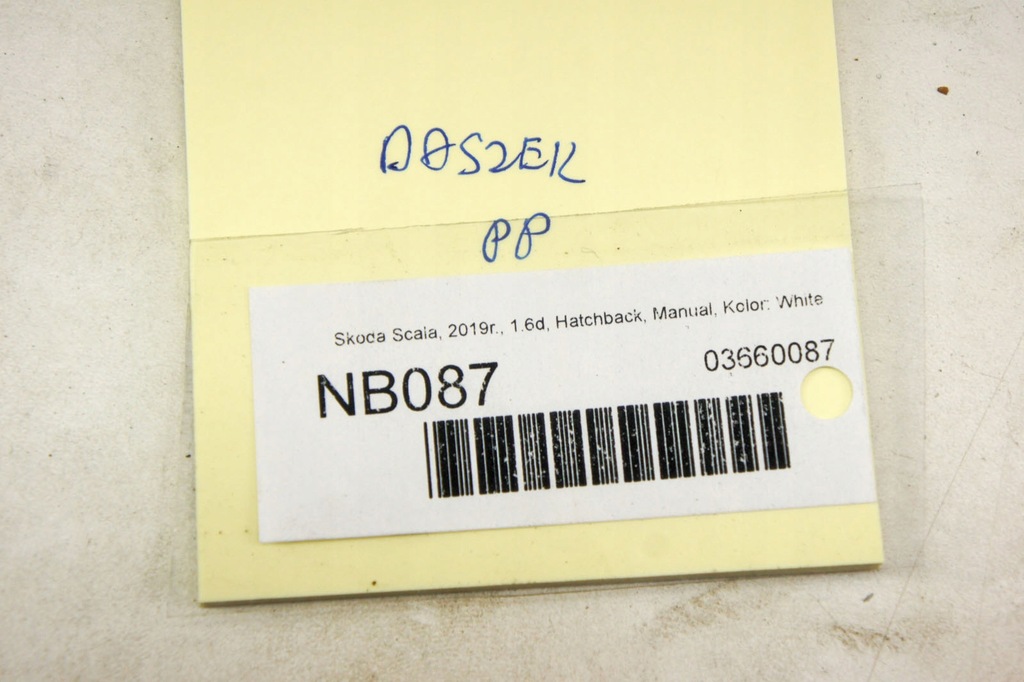 DASZEK
PP
Skoda Scala, 2019r., 1.6d, Hatchback, Manual, Kolor: White
03660087
NB087